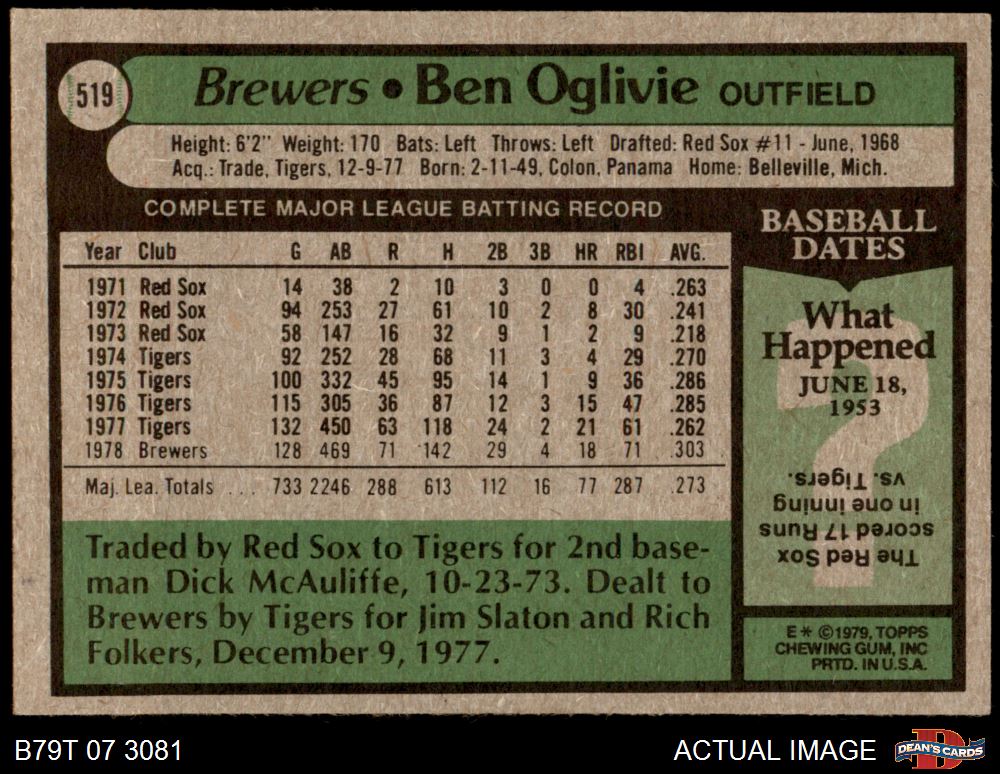 519
Brewers • Ben Oglivie OUTFIELD
Height: 6'2" Weight: 170 Bats: Left Throws: Left Drafted: Red Sox #11 - June, 1968
Acq.: Trade, Tigers, 12-9-77 Born: 2-11-49, Colon, Panama Home: Belleville, Mich.
COMPLETE MAJOR LEAGUE BATTING RECORD
Year Club G AB R H 2B 3B HR RBI AVG.
1971 Red Sox 14 38 2 10 3 0 0 4 .263
1972 Red Sox 94 253 27 61 10 2 8 30 .241
1973 Red Sox 58 147 16 32 9 1 2 9 .218
1974 Tigers 92 252 28 68 11 3 4 29 .270
1975 Tigers 100 332 45 95 14 1 9 36 .286
1976 Tigers 115 305 36 87 12 3 15 47 .285
1977 Tigers 132 450 63 118 24 2 21 61 .262
1978 Brewers 128 469 71 142 29 4 18 71 .303
Maj. Lea. Totals ... 733 2246 288 613 112 16 77 287 .273
Traded by Red Sox to Tigers for 2nd base-
man Dick McAuliffe, 10-23-73. Dealt to
Brewers by Tigers for Jim Slaton and Rich
Folkers, December 9, 1977.
BASEBALL
DATES
What
Happened
JUNE 18,
1953
The Red Sox
scored 17 Runs
in one inning
vs. Tigers.
E* ©1979, TOPPS
CHEWING GUM, INC
PRTD. IN U.S.A.
B79T 07 3081
ACTUAL IMAGE
D
DEAN'S CARDS